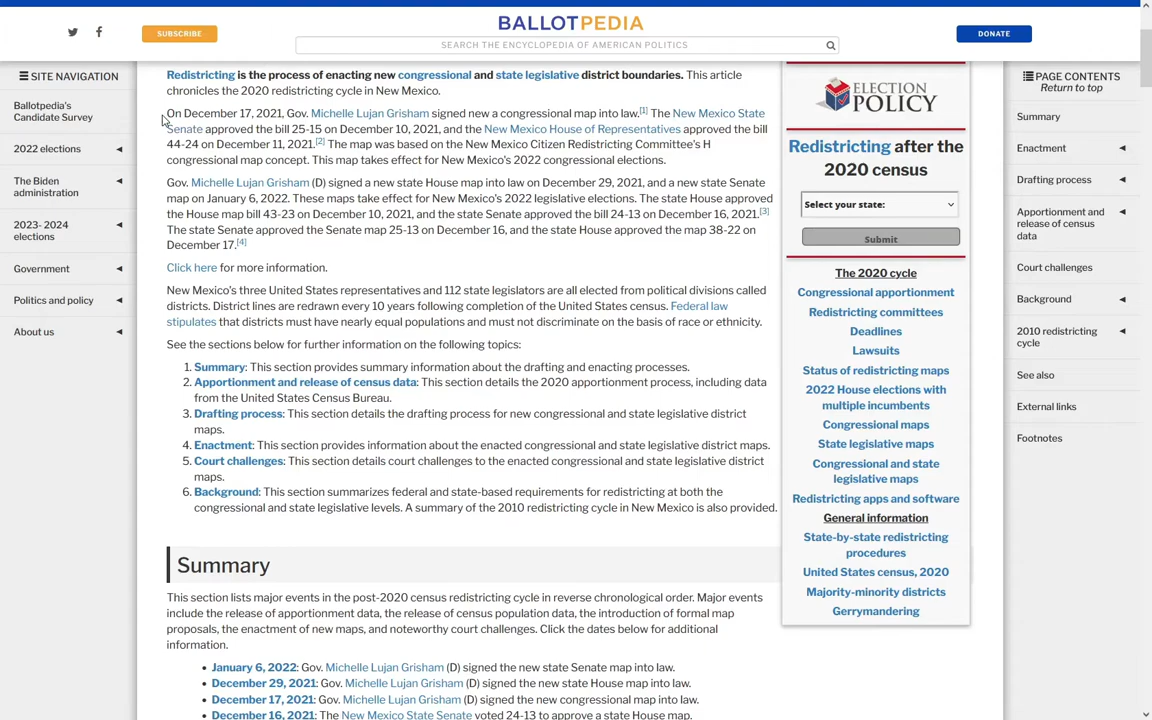 BALLOTPEDIA
SUBSCRIBE
SEARCH THE ENCYCLOPEDIA OF AMERICAN POLITICS
DONATE
SITE NAVIGATION
Ballotpedia's
Candidate Survey
2022 elections
The Biden
administration
2023- 2024
elections
Government
Politics and policy
About us
Redistricting is the process of enacting new congressional and state legislative district boundaries. This article
chronicles the 2020 redistricting cycle in New Mexico.
On December 17, 2021, Gov. Michelle Lujan Grisham signed new a congressional map into law.[1] The New Mexico State
Senate approved the bill 25-15 on December 10, 2021, and the New Mexico House of Representatives approved the bill
44-24 on December 11, 2021.[2] The map was based on the New Mexico Citizen Redistricting Committee's H
congressional map concept. This map takes effect for New Mexico's 2022 congressional elections.
Gov. Michelle Lujan Grisham (D) signed a new state House map into law on December 29, 2021, and a new state Senate
map on January 6, 2022. These maps take effect for New Mexico's 2022 legislative elections. The state House approved
the House map bill 43-23 on December 10, 2021, and the state Senate approved the bill 24-13 on December 16, 2021.[3]
The state Senate approved the Senate map 25-13 on December 16, and the state House approved the map 38-22 on
December 17.[4]
Click here for more information.
New Mexico's three United States representatives and 112 state legislators are all elected from political divisions called
districts. District lines are redrawn every 10 years following completion of the United States census. Federal law
stipulates that districts must have nearly equal populations and must not discriminate on the basis of race or ethnicity.
See the sections below for further information on the following topics:
1. Summary: This section provides summary information about the drafting and enacting processes.
2. Apportionment and release of census data: This section details the 2020 apportionment process, including data
from the United States Census Bureau.
3. Drafting process: This section details the drafting process for new congressional and state legislative district
maps.
4. Enactment: This section provides information about the enacted congressional and state legislative district maps.
5. Court challenges: This section details court challenges to the enacted congressional and state legislative district
maps.
6. Background: This section summarizes federal and state-based requirements for redistricting at both the
congressional and state legislative levels. A summary of the 2010 redistricting cycle in New Mexico is also provided.
Summary
This section lists major events in the post-2020 census redistricting cycle in reverse chronological order. Major events
include the release of apportionment data, the release of census population data, the introduction of formal map
proposals, the enactment of new maps, and noteworthy court challenges. Click the dates below for additional
information.
• January 6, 2022: Gov. Michelle Lujan Grisham (D) signed the new state Senate map into law.
• December 29, 2021: Gov. Michelle Lujan Grisham (D) signed the new state House map into law.
• December 17, 2021: Gov. Michelle Lujan Grisham (D) signed the new congressional map into law.
• December 16, 2021: The New Mexico State Senate voted 24-13 to approve a state House map.
ELECTION
POLICY
Redistricting after the
2020 census
Select your state:
Submit
The 2020 cycle
Congressional apportionment
Redistricting committees
Deadlines
Lawsuits
Status of redistricting maps
2022 House elections with
multiple incumbents
Congressional maps
State legislative maps
Congressional and state
legislative maps
Redistricting apps and software
General information
State-by-state redistricting
procedures
United States census, 2020
Majority-minority districts
Gerrymandering
PAGE CONTENTS
Return to top
Summary
Enactment
Drafting process
Apportionment and
release of census
data
Court challenges
Background
2010 redistricting
cycle
See also
External links
Footnotes